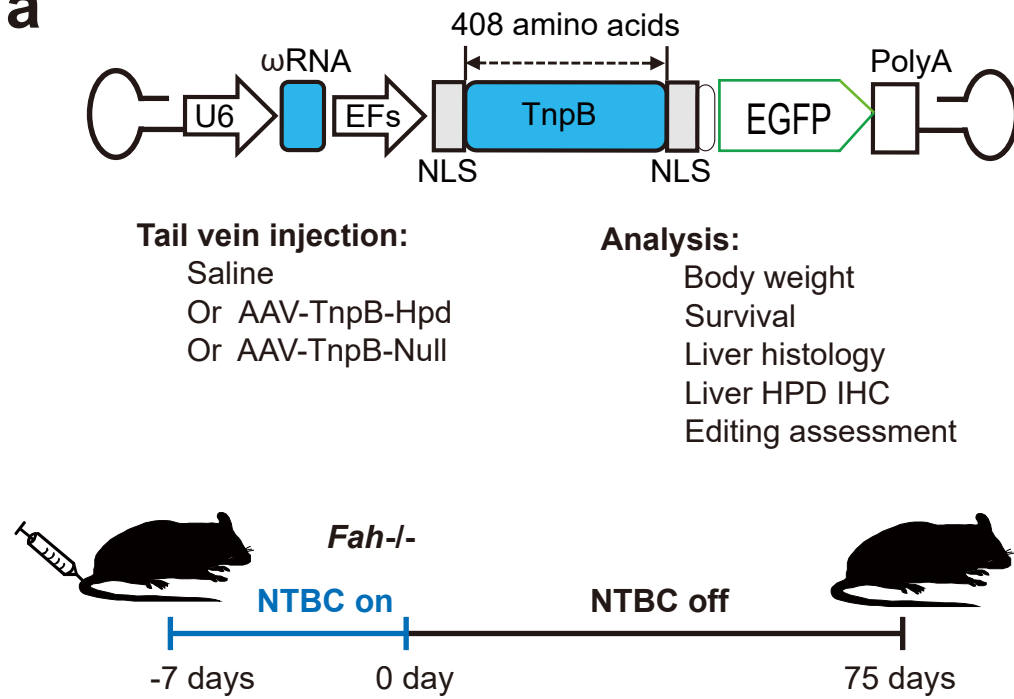 a
408 amino acids
ωRNA
PolyA
U6
EFs
TnpB
EGFP
NLS
NLS
Tail vein injection:
Saline
Or AAV-TnpB-Hpd
Or AAV-TnpB-Null
Analysis:
Body weight
Survival
Liver histology
Liver HPD IHC
Editing assessment
Fah-/-
NTBC on
NTBC off
-7 days
0 day
75 days